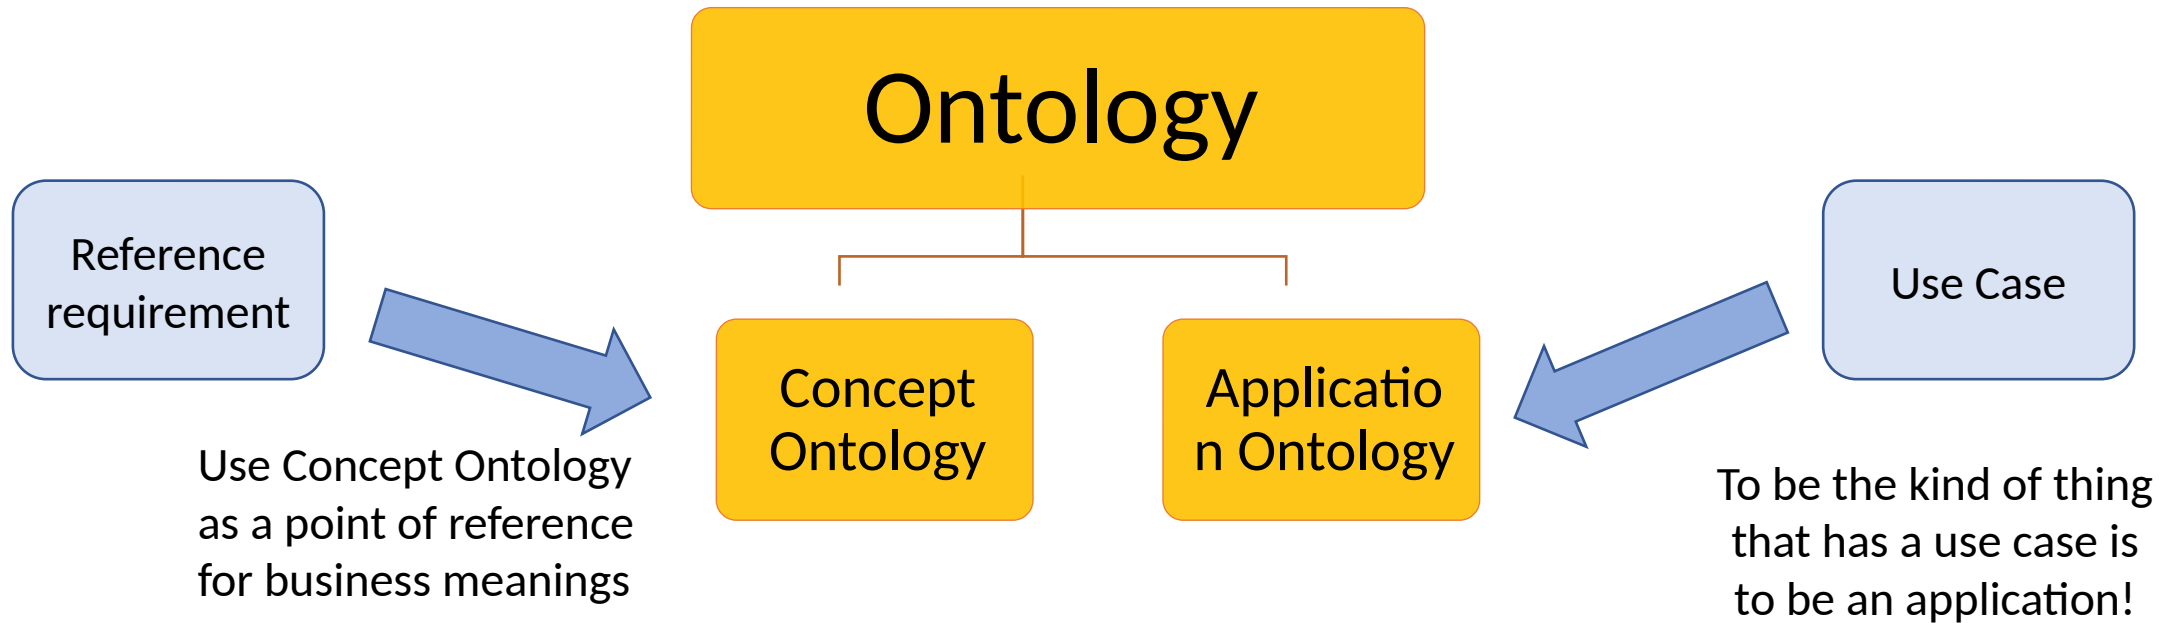 Ontology
Reference
requirement
Use Case
Concept
Ontology
Applicatio
n Ontology
Use Concept Ontology
as a point of reference
for business meanings
To be the kind of thing
that has a use case is
to be an application!